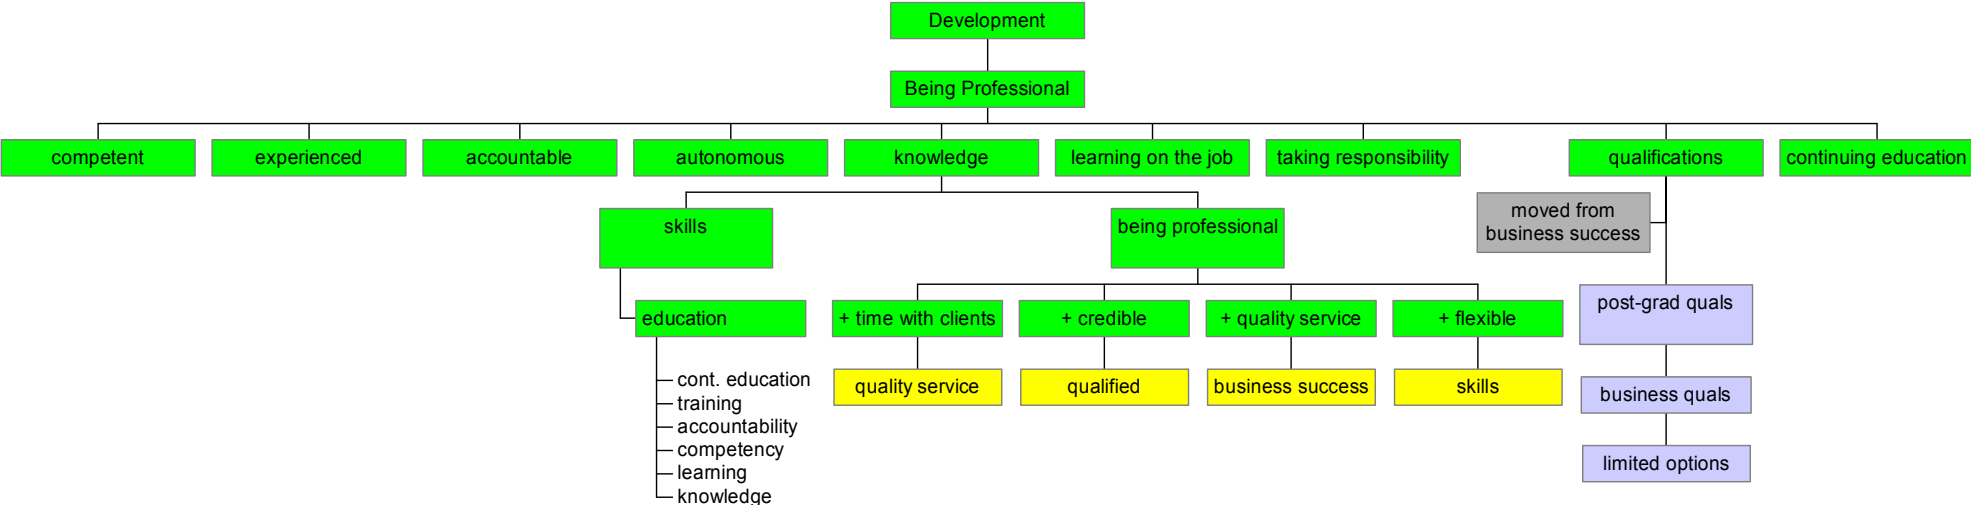 Development
Being Professional
competent
experienced
accountable
autonomous
knowledge
learning on the job
taking responsibility
qualifications
continuing education
skills
being professional
moved from
business success
education
+ time with clients
+ credible
+ quality service
+ flexible
post-grad quals
cont. education
training
accountability
competency
learning
knowledge
quality service
qualified
business success
skills
business quals
limited options